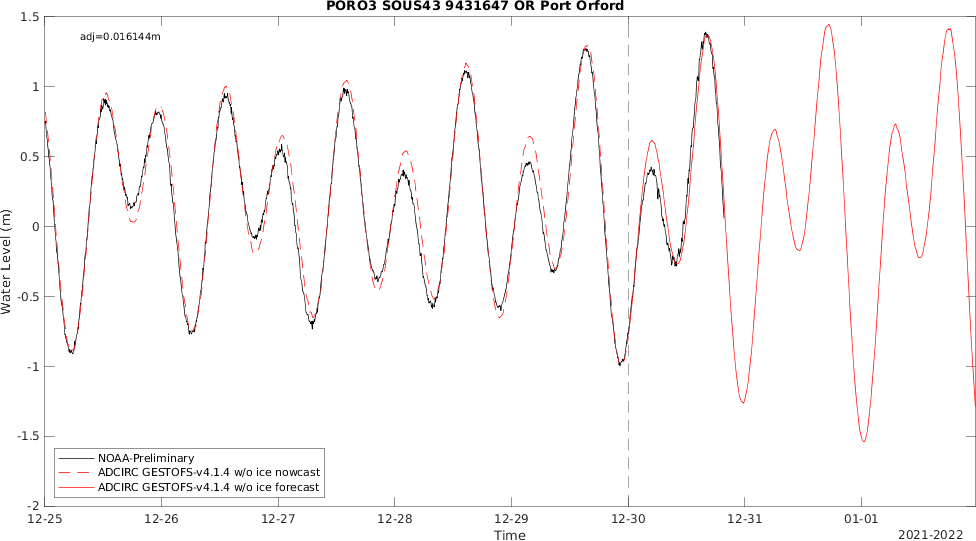 PORO3 SOUS43 9431647 OR Port Orford
adj=0.016144m
1.5
1
0.5
0
-0.5
-1
-1.5
-2
Water Level (m)
NOAA-Preliminary
ADCIRC GESTOFS-v4.1.4 w/o ice nowcast
ADCIRC GESTOFS-v4.1.4 w/o ice forecast
12-25 12-26 12-27 12-28 12-29 12-30 12-31 01-01
Time
2021-2022